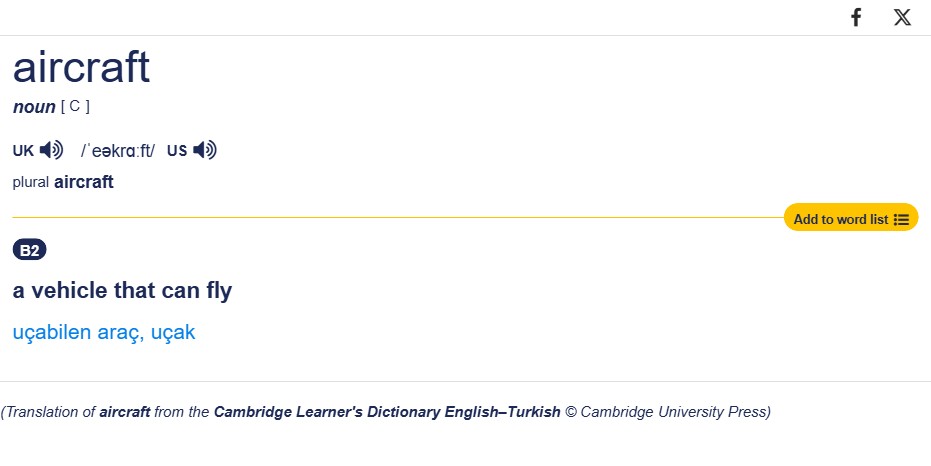 aircraft
noun [ C ]
UK /ˈeəkrɑːft/ US
plural aircraft
Add to word list
B2
a vehicle that can fly
uçabilen araç, uçak
(Translation of aircraft from the Cambridge Learner's Dictionary English–Turkish © Cambridge University Press)